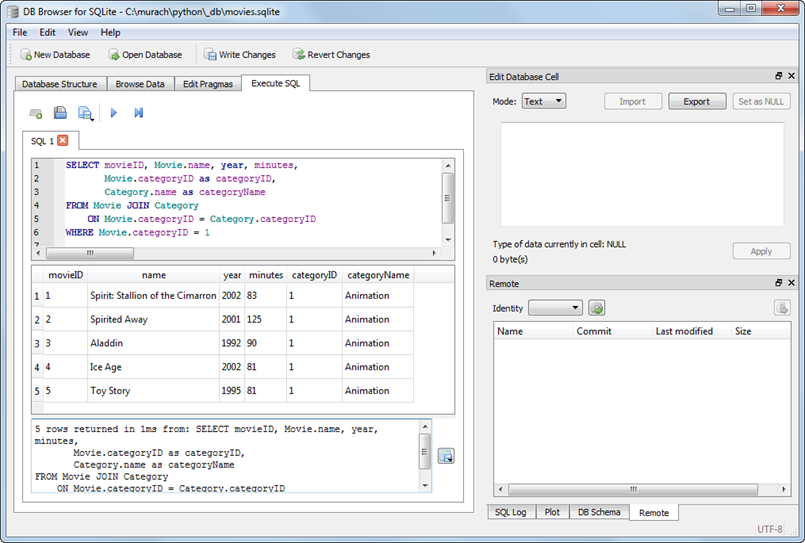 DB Browser for SQLite - C:\murach\python\_db\movies.sqlite
File Edit View Help
New Database Open Database Write Changes Revert Changes
Database Structure Browse Data Edit Pragmas Execute SQL
SQL 1
1 SELECT movieID, Movie.name, year, minutes,
2 Movie.categoryID as categoryID,
3 Category.name as categoryName
4 FROM Movie JOIN Category
5 ON Movie.categoryID = Category.categoryID
6 WHERE Movie.categoryID = 1
7
movieID name year minutes categoryID categoryName
1 1 Spirit: Stallion of the Cimarron 2002 83 1 Animation
2 2 Spirited Away 2001 125 1 Animation
3 3 Aladdin 1992 90 1 Animation
4 4 Ice Age 2002 81 1 Animation
5 5 Toy Story 1995 81 1 Animation
5 rows returned in 1ms from: SELECT movieID, Movie.name, year,
minutes,
Movie.categoryID as categoryID,
Category.name as categoryName
FROM Movie JOIN Category
ON Movie.categoryID = Category.categoryID
Edit Database Cell
Mode: Text Import Export Set as NULL
Type of data currently in cell: NULL
0 byte(s)
Apply
Remote
Identity
Name Commit Last modified Size
SQL Log Plot DB Schema Remote
UTF-8